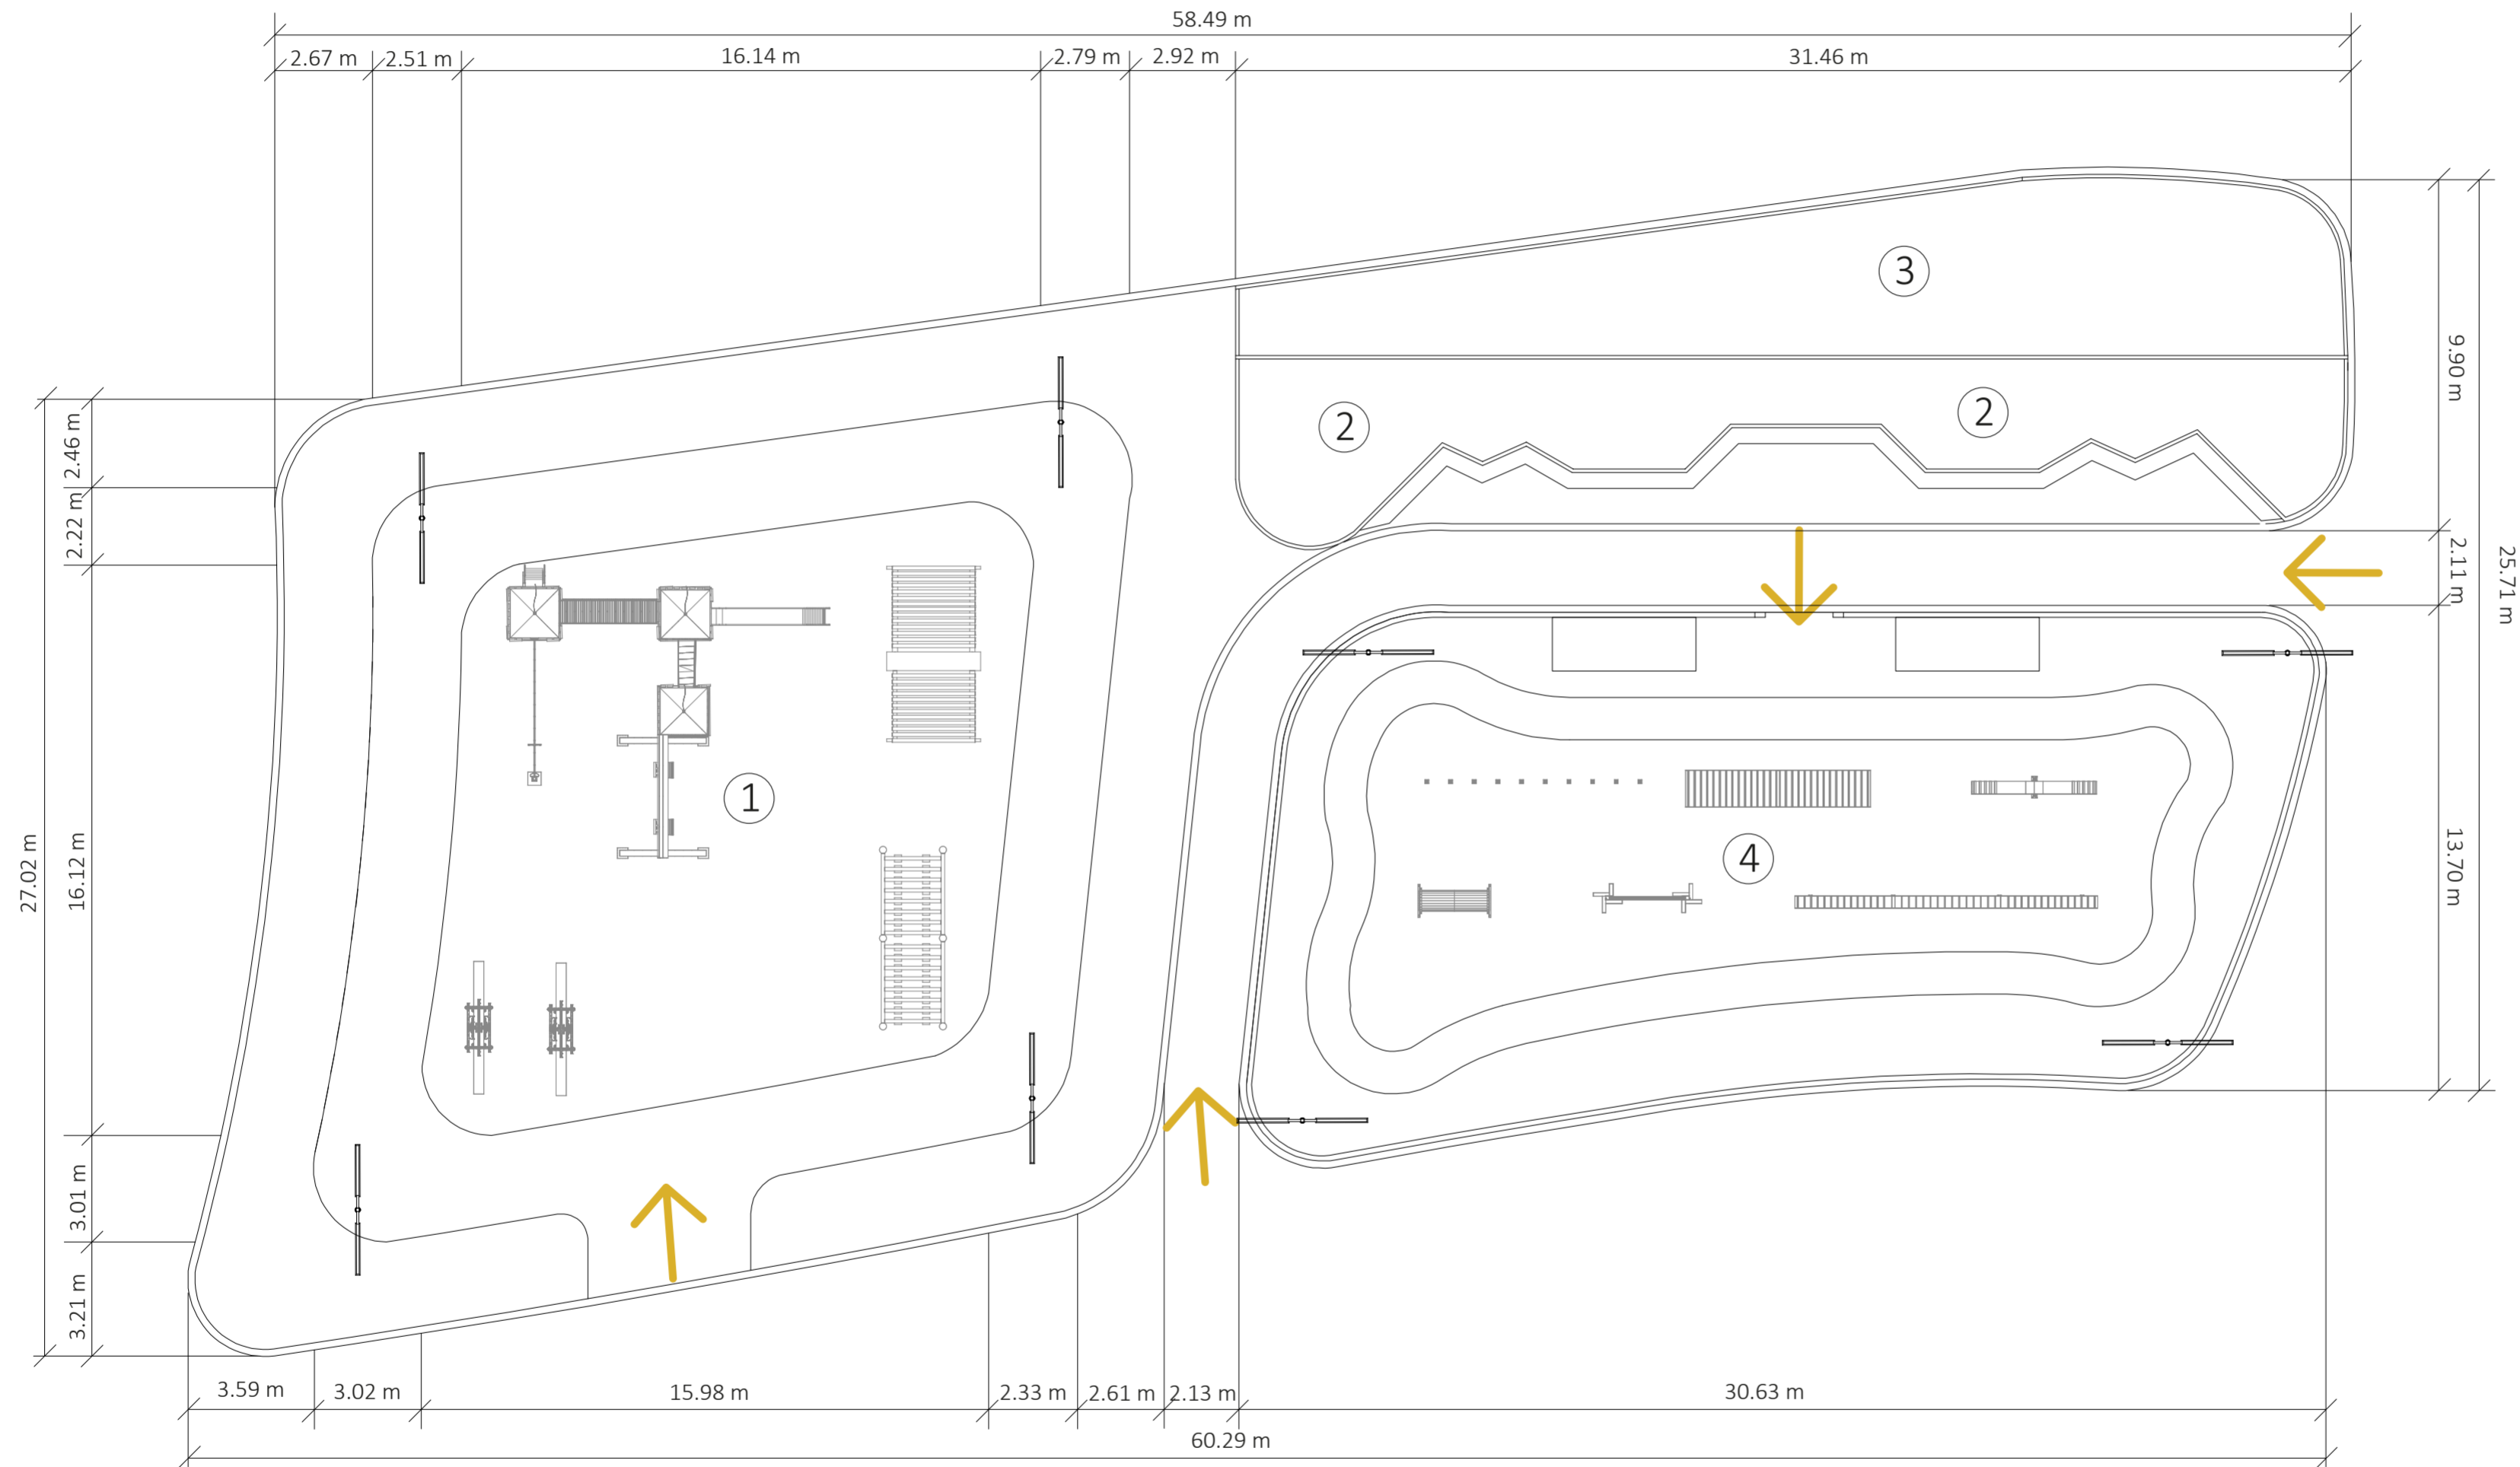 58.49 m
2.67 m
2.51 m
16.14 m
2.79 m
2.92 m
31.46 m
3
2
2
1
4
27.02 m
2.46 m
2.22 m
16.12 m
3.01 m
3.21 m
9.90 m
2.11 m
13.70 m
25.71 m
3.59 m
3.02 m
15.98 m
2.33 m
2.61 m
2.13 m
30.63 m
60.29 m